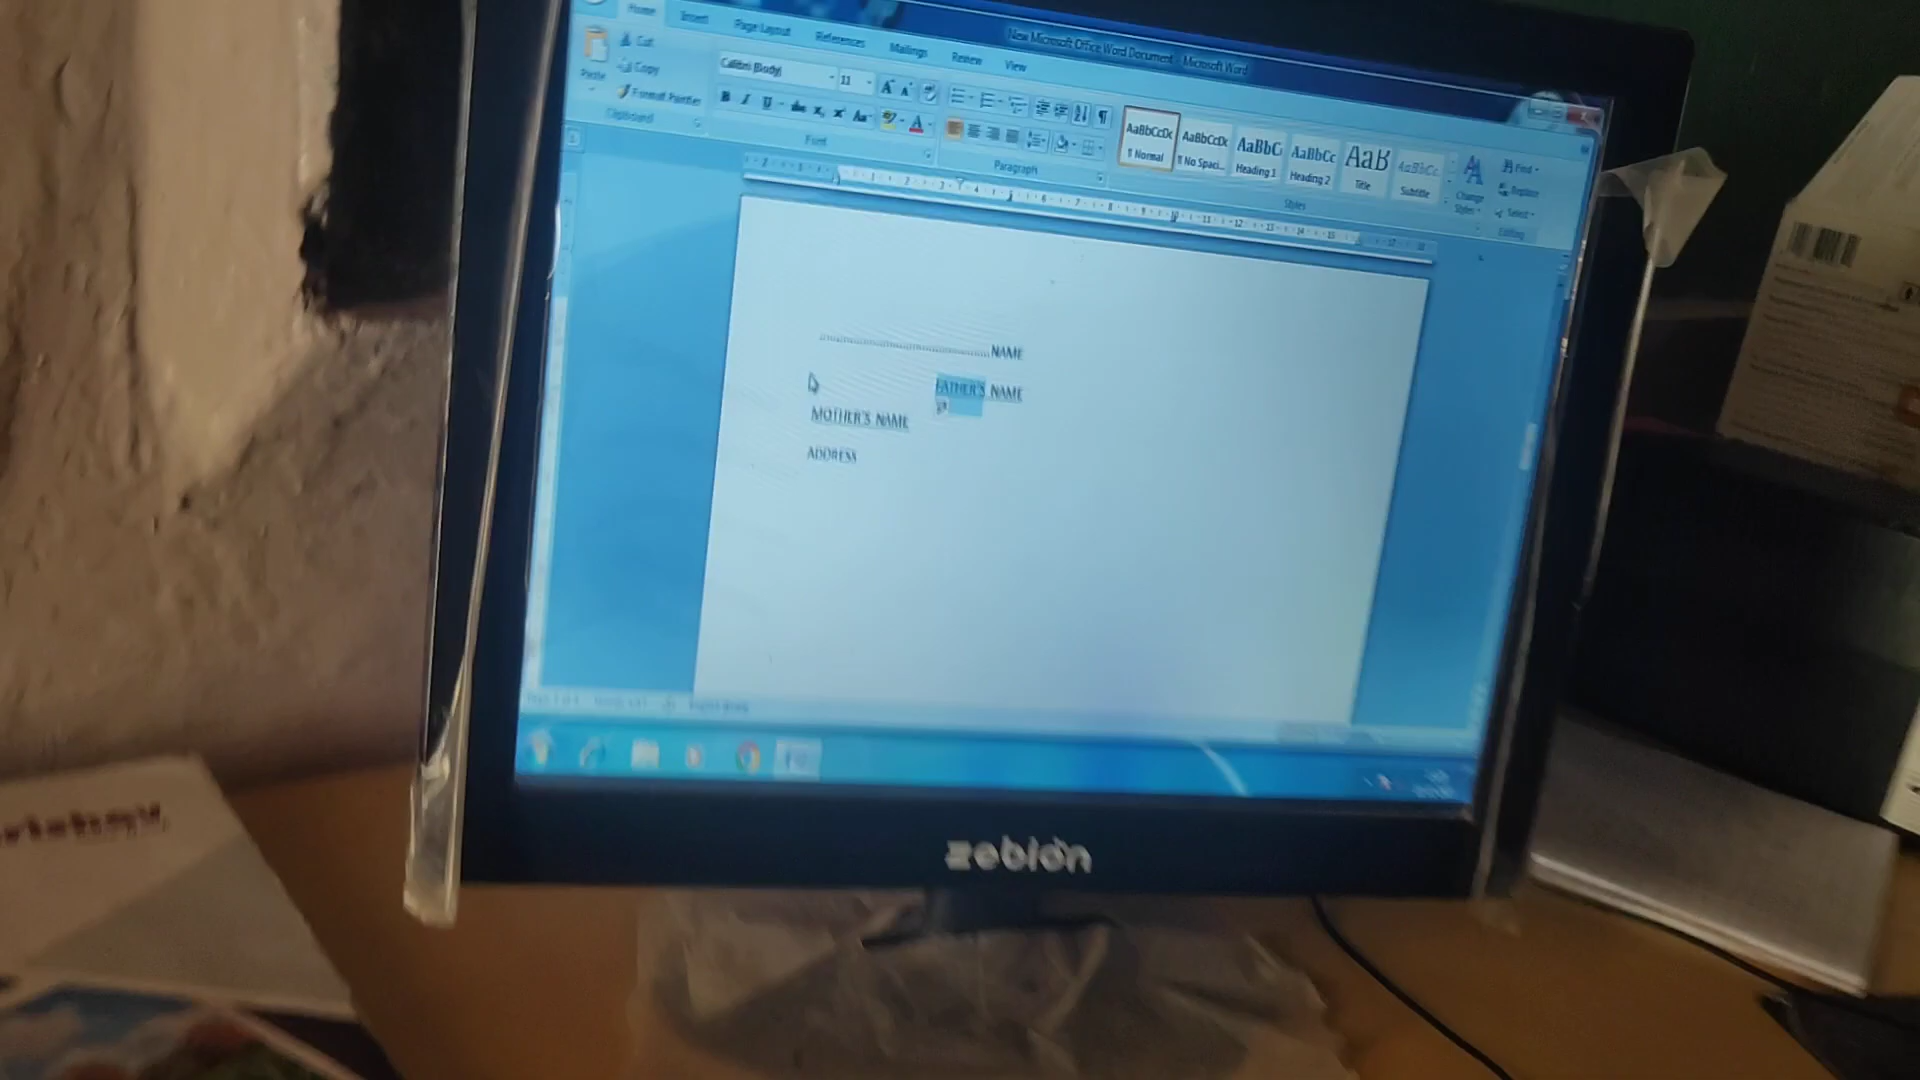 New Microsoft Office Word Document - Microsoft Word
Home Insert Page Layout References Mailings Review View
Paste
Cut
Copy
Format Painter
Clipboard
Calibri (Body) 11
Font
Paragraph
AaBbCcDc AaBbCcDc AaBbC AaBbCc AaB AaBbCc.
¶ Normal ¶ No Spaci... Heading 1 Heading 2 Title Subtitle
Change Styles
Styles
Find
Replace
Select
Editing
NAME
FATHER'S NAME
MOTHER'S NAME
ADDRESS
zebion